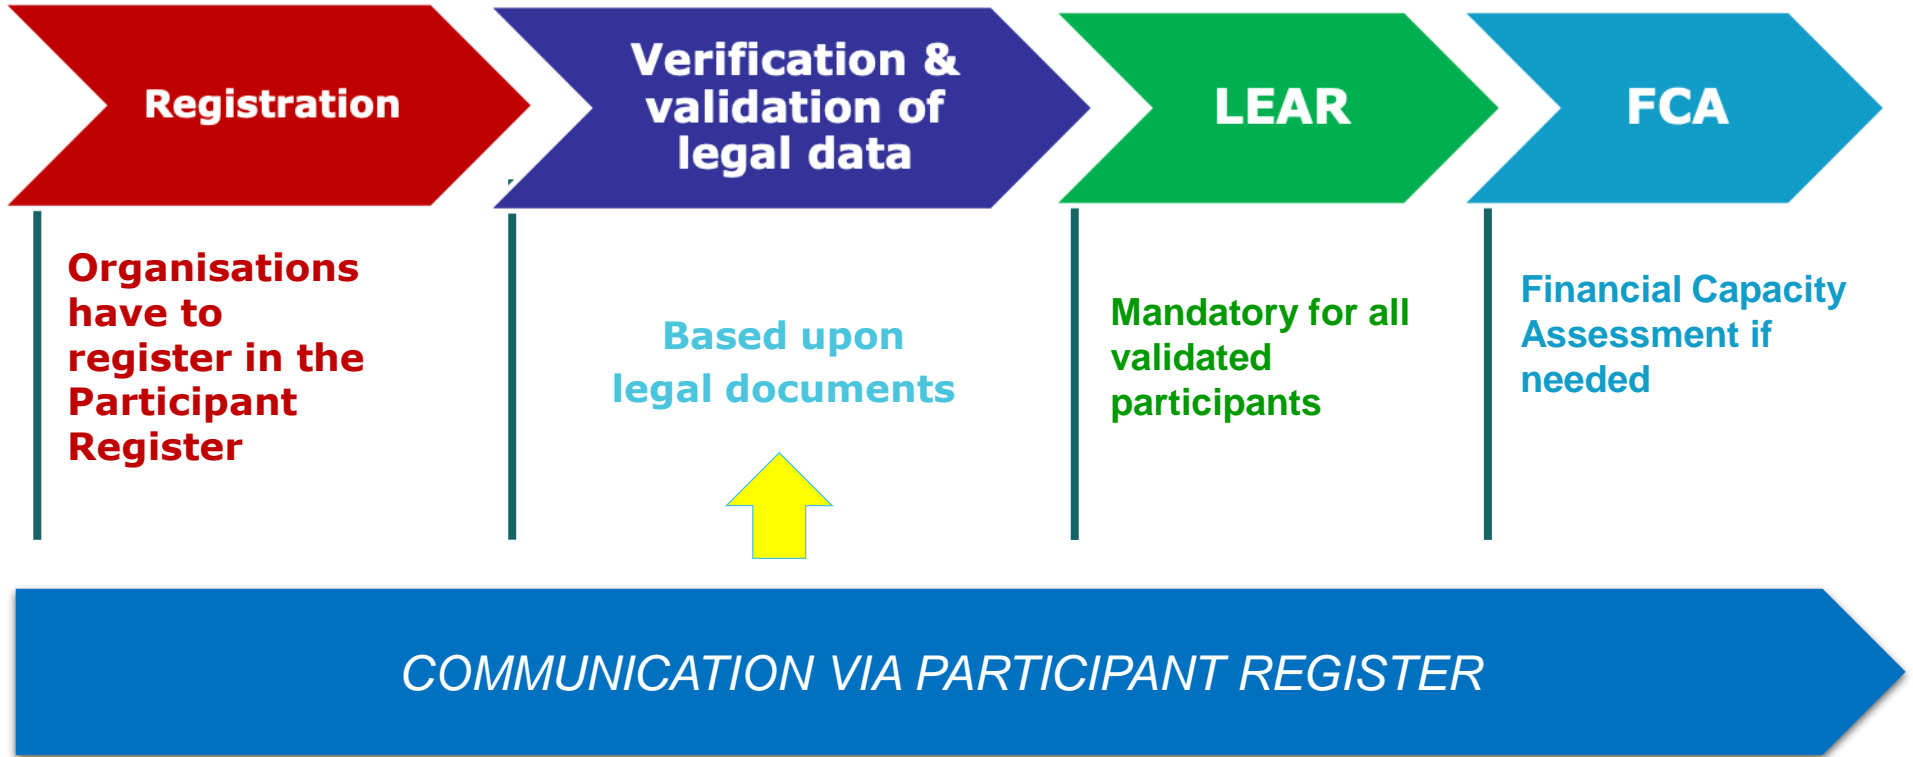 Registration
Verification &
validation of
legal data
LEAR
FCA
Organisations
have to
register in the
Participant
Register
Based upon
legal documents
Mandatory for all
validated
participants
Financial Capacity
Assessment if
needed
COMMUNICATION VIA PARTICIPANT REGISTER